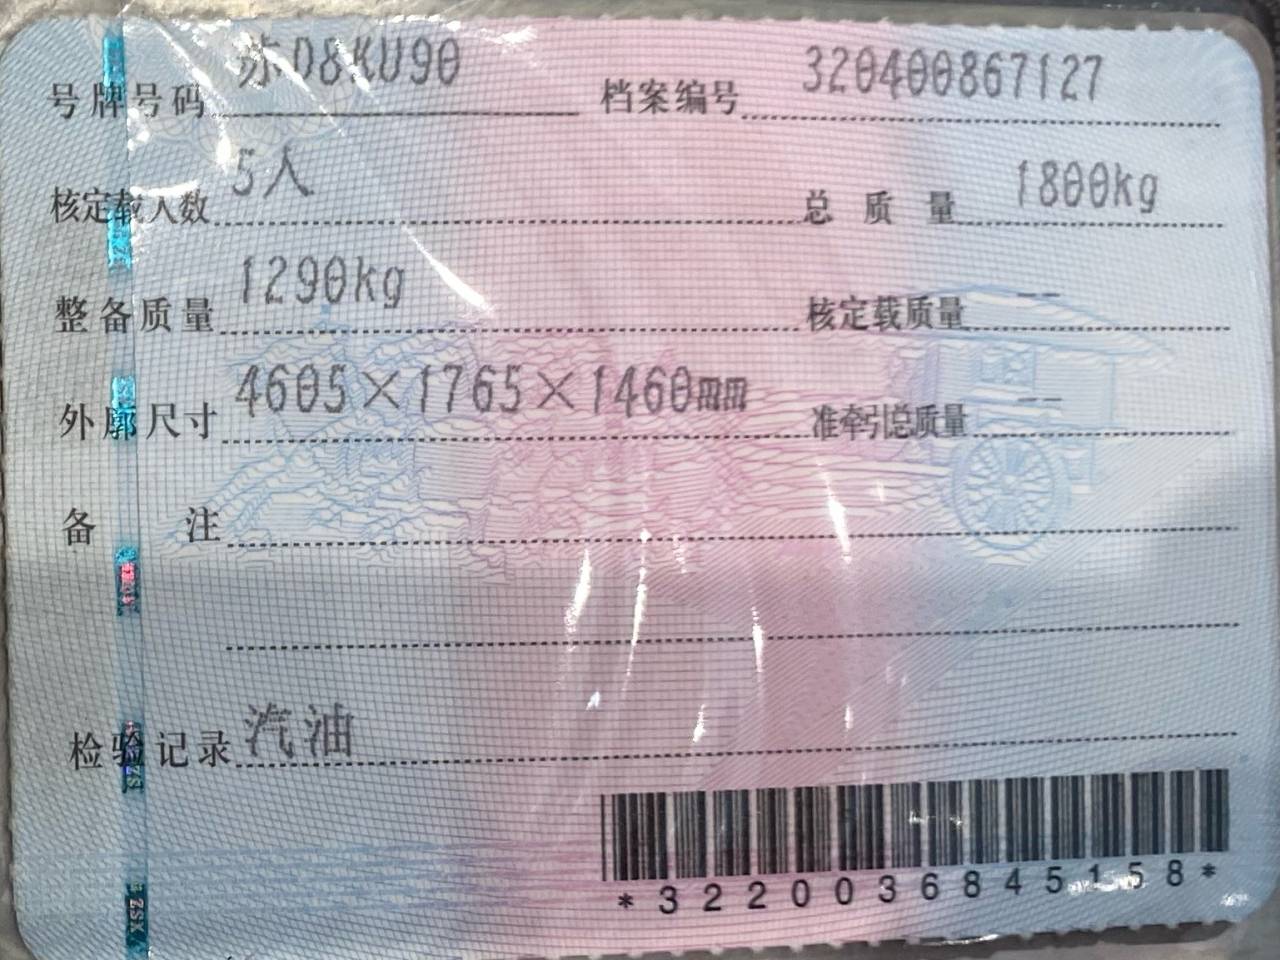 号牌号码 苏D8KU90 档案编号 320400867127
核定载人数 5人 总质量 1800kg
整备质量 1290kg 核定载质量 --
外廓尺寸 4605×1765×1460mm 准牵引总质量 --
备注
检验记录 汽油
*3220036845158*